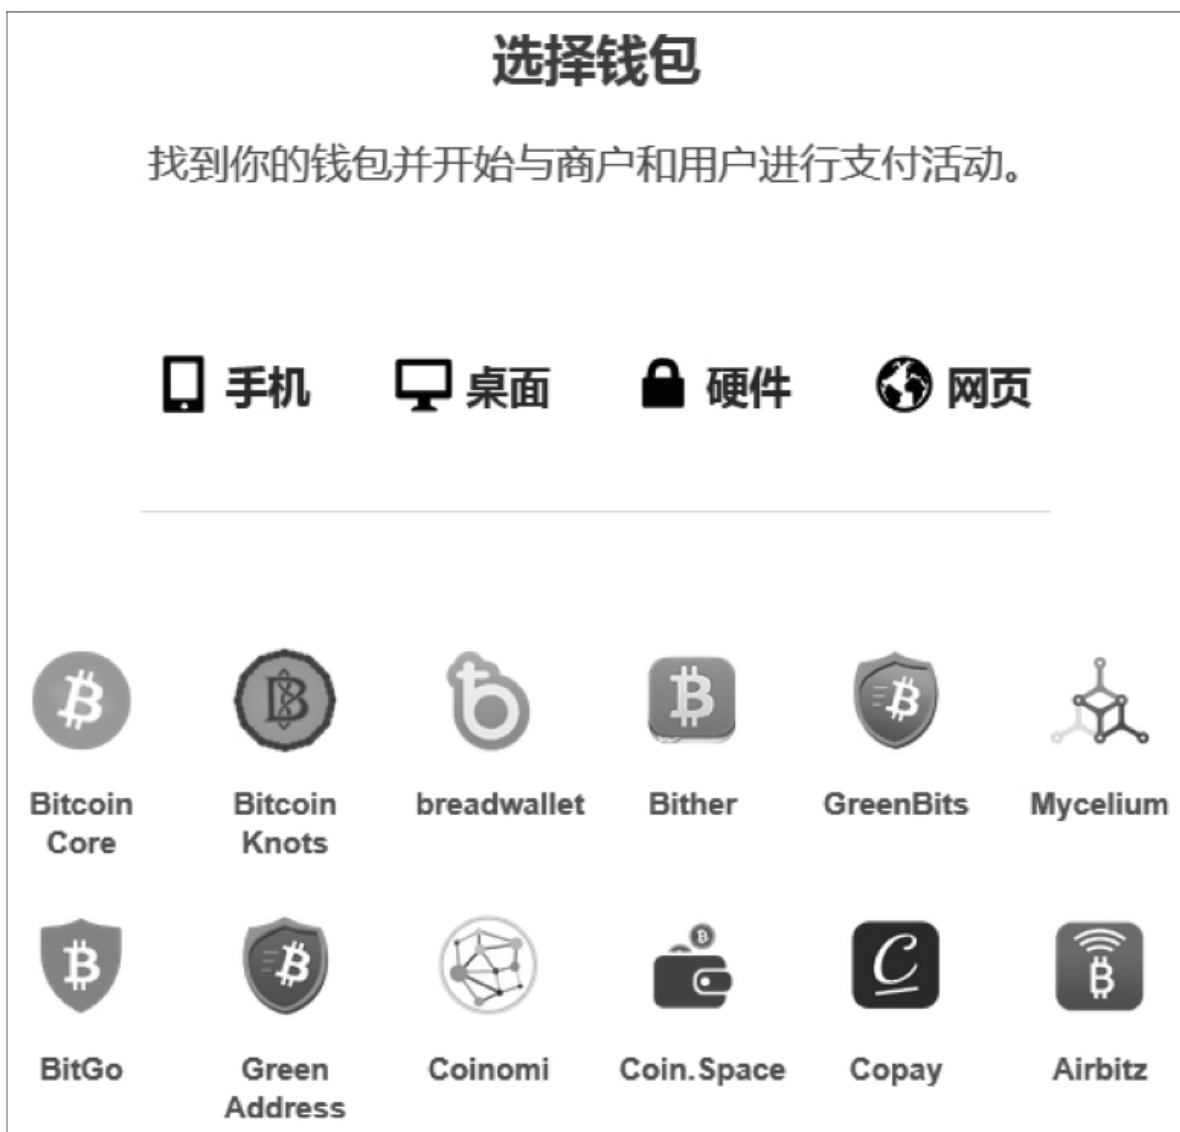 选择钱包
找到你的钱包并开始与商户和用户进行支付活动。
手机 桌面 硬件 网页
Bitcoin Core Bitcoin Knots breadwallet Bither GreenBits Mycelium
BitGo Green Address Coinomi Coin.Space Copay Airbitz